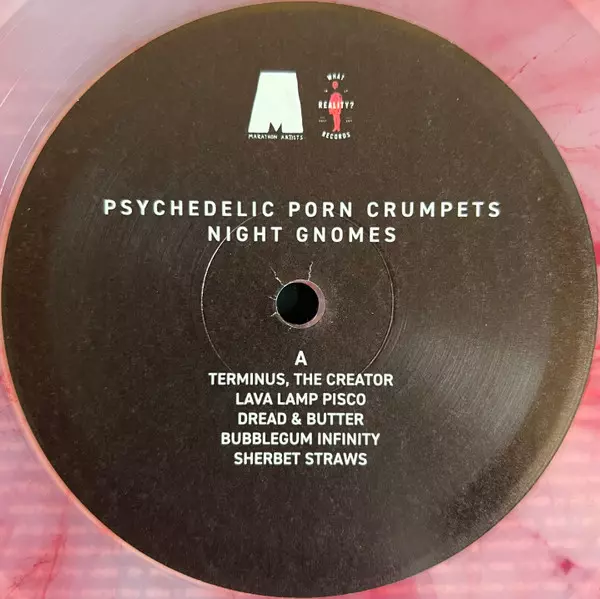 WHAT
REALITY?
RECORDS
MARATHON ARTISTS
PSYCHEDELIC PORN CRUMPETS
NIGHT GNOMES
A
TERMINUS, THE CREATOR
LAVA LAMP PISCO
DREAD & BUTTER
BUBBLEGUM INFINITY
SHERBET STRAWS